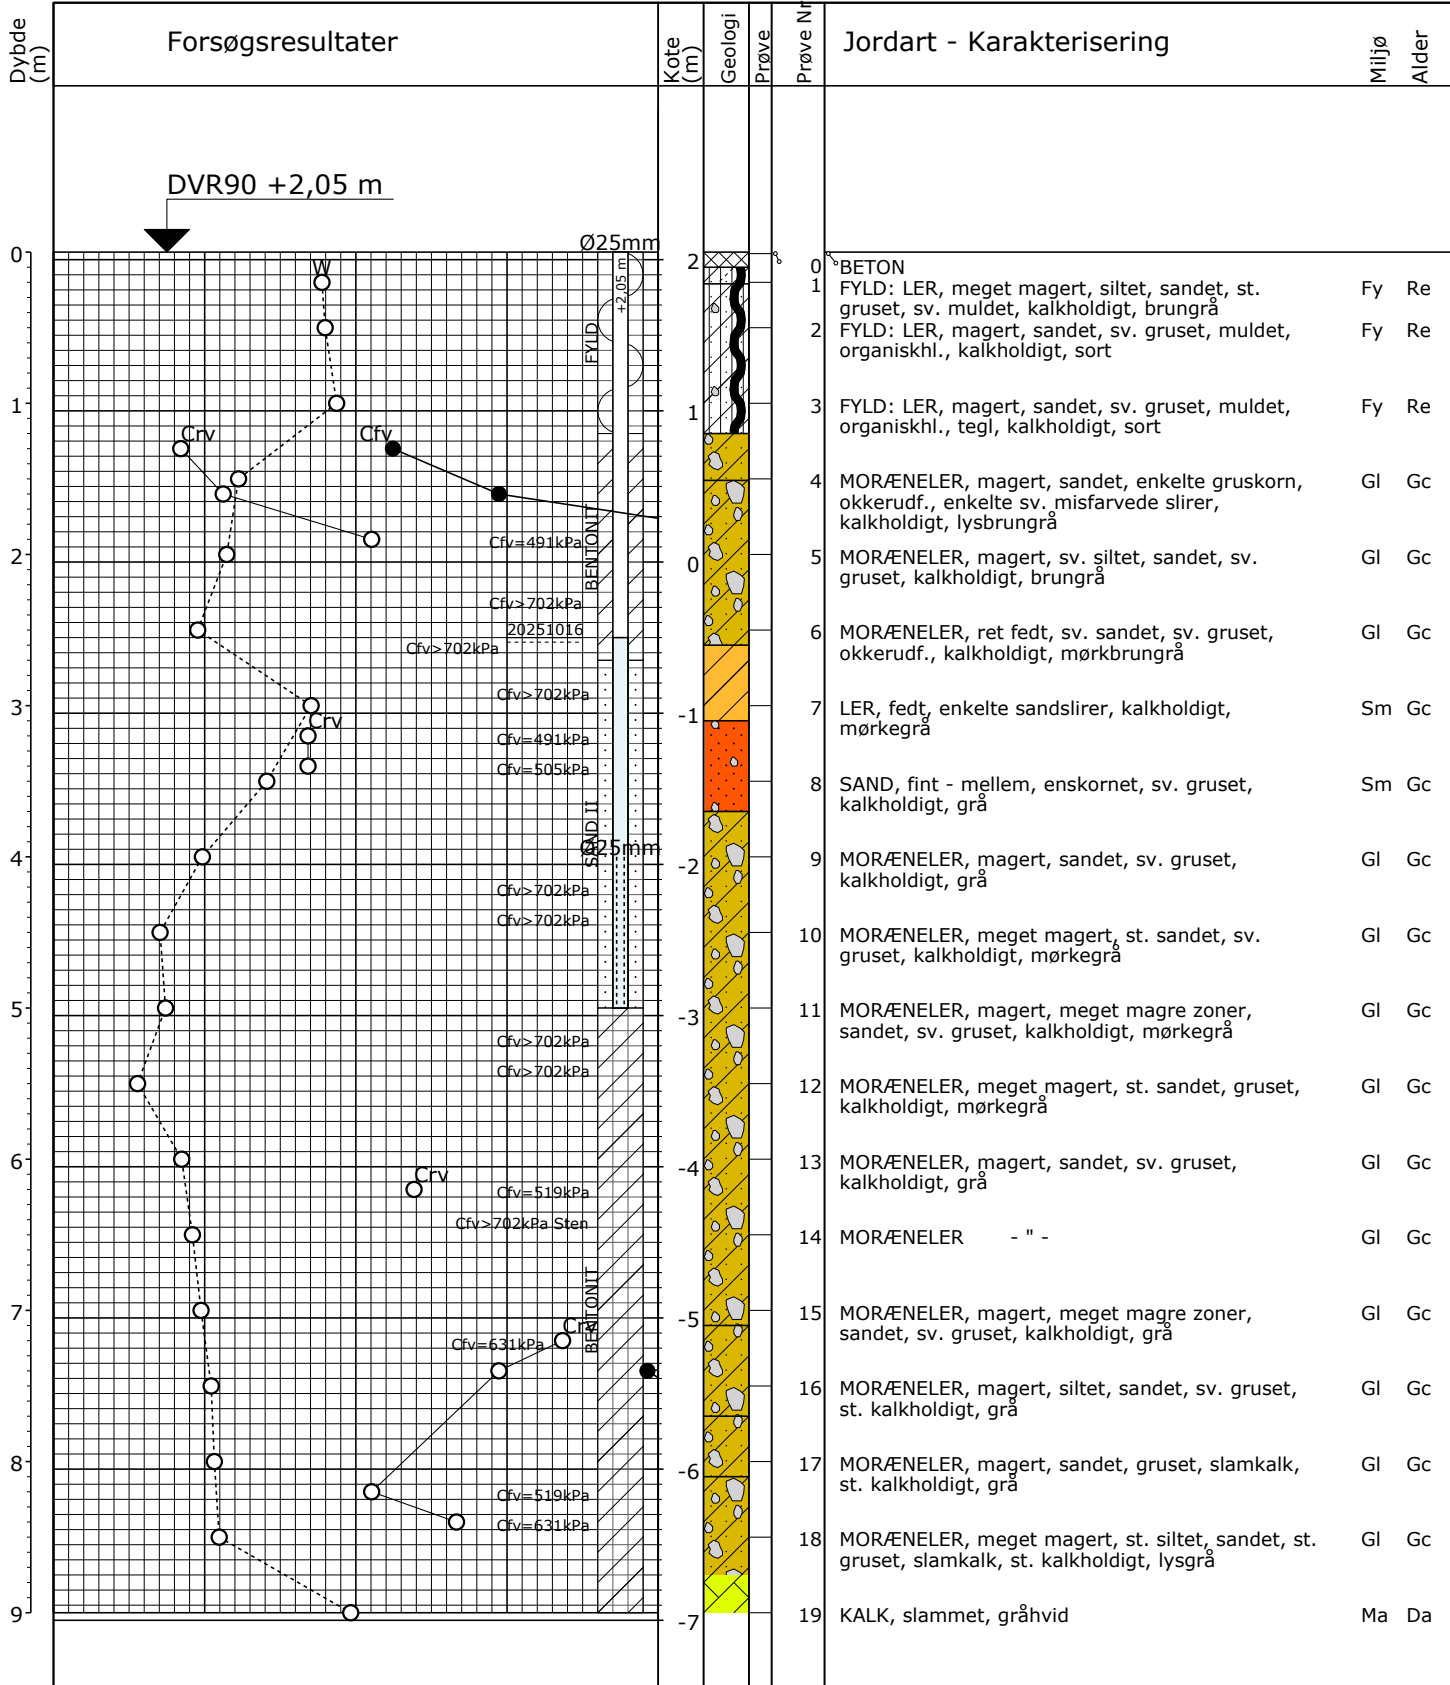 Dybde (m)
Forsøgsresultater
Kote (m)
Geologi
Prøve
Prøve Nr
Jordart - Karakterisering
Miljø
Alder
DVR90 +2,05 m
Ø25mm
+2,05 m
0
2
W
0 BETON
1 FYLD: LER, meget magert, siltet, sandet, st. Fy Re
gruset, sv. muldet, kalkholdigt, brungrå
2 FYLD: LER, magert, sandet, sv. gruset, muldet, Fy Re
organiskhl., kalkholdigt, sort
FYLD
1
1
3 FYLD: LER, magert, sandet, sv. gruset, muldet, Fy Re
organiskhl., tegl, kalkholdigt, sort
Crv
Cfv
4 MORÆNELER, magert, sandet, enkelte gruskorn, Gl Gc
okkerudf., enkelte sv. misfarvede slirer,
kalkholdigt, lysbrungrå
BENTONIT
Cfv=491kPa
2
0
5 MORÆNELER, magert, sv. siltet, sandet, sv. Gl Gc
gruset, kalkholdigt, brungrå
Cfv>702kPa
20251016
Cfv>702kPa
6 MORÆNELER, ret fedt, sv. sandet, sv. gruset, Gl Gc
okkerudf., kalkholdigt, mørkbrungrå
Cfv>702kPa
3
-1
Crv
7 LER, fedt, enkelte sandslirer, kalkholdigt, Sm Gc
mørkegrå
Cfv=491kPa
Cfv=505kPa
8 SAND, fint - mellem, enskornet, sv. gruset, Sm Gc
kalkholdigt, grå
SAND II
Ø25mm
4
-2
9 MORÆNELER, magert, sandet, sv. gruset, Gl Gc
kalkholdigt, grå
Cfv>702kPa
Cfv>702kPa
10 MORÆNELER, meget magert, st. sandet, sv. Gl Gc
gruset, kalkholdigt, mørkegrå
5
-3
11 MORÆNELER, magert, meget magre zoner, Gl Gc
sandet, sv. gruset, kalkholdigt, mørkegrå
Cfv>702kPa
Cfv>702kPa
12 MORÆNELER, meget magert, st. sandet, gruset, Gl Gc
kalkholdigt, mørkegrå
6
-4
13 MORÆNELER, magert, sandet, sv. gruset, Gl Gc
kalkholdigt, grå
Crv
Cfv=519kPa
Cfv>702kPa Sten
14 MORÆNELER - " - Gl Gc
BENTONIT
7
-5
15 MORÆNELER, magert, meget magre zoner, Gl Gc
sandet, sv. gruset, kalkholdigt, grå
Crv
Cfv=631kPa
16 MORÆNELER, magert, siltet, sandet, sv. gruset, Gl Gc
st. kalkholdigt, grå
8
-6
17 MORÆNELER, magert, sandet, gruset, slamkalk, Gl Gc
st. kalkholdigt, grå
Cfv=519kPa
Cfv=631kPa
18 MORÆNELER, meget magert, st. siltet, sandet, st. Gl Gc
gruset, slamkalk, st. kalkholdigt, lysgrå
9
-7
19 KALK, slammet, gråhvid Ma Da